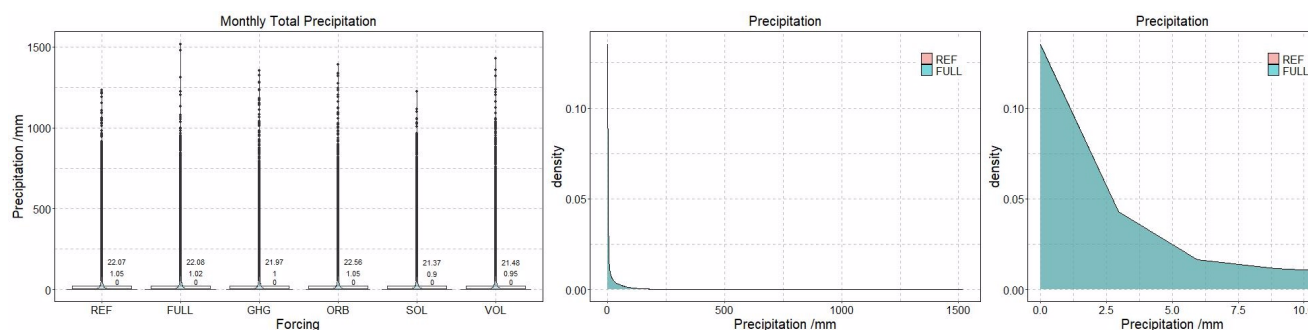 Monthly Total Precipitation
1500
1000
500
0
Precipitation /mm
22.07
1.05
0
22.08
1.02
0
21.97
1
0
22.56
1.05
0
21.37
0.9
0
21.48
0.95
0
REF FULL GHG ORB SOL VOL
Forcing
Precipitation
REF
FULL
0.10
0.05
0.00
density
0 500 1000 1500
Precipitation /mm
Precipitation
REF
FULL
0.10
0.05
0.00
density
0.0 2.5 5.0 7.5
Precipitation /mm